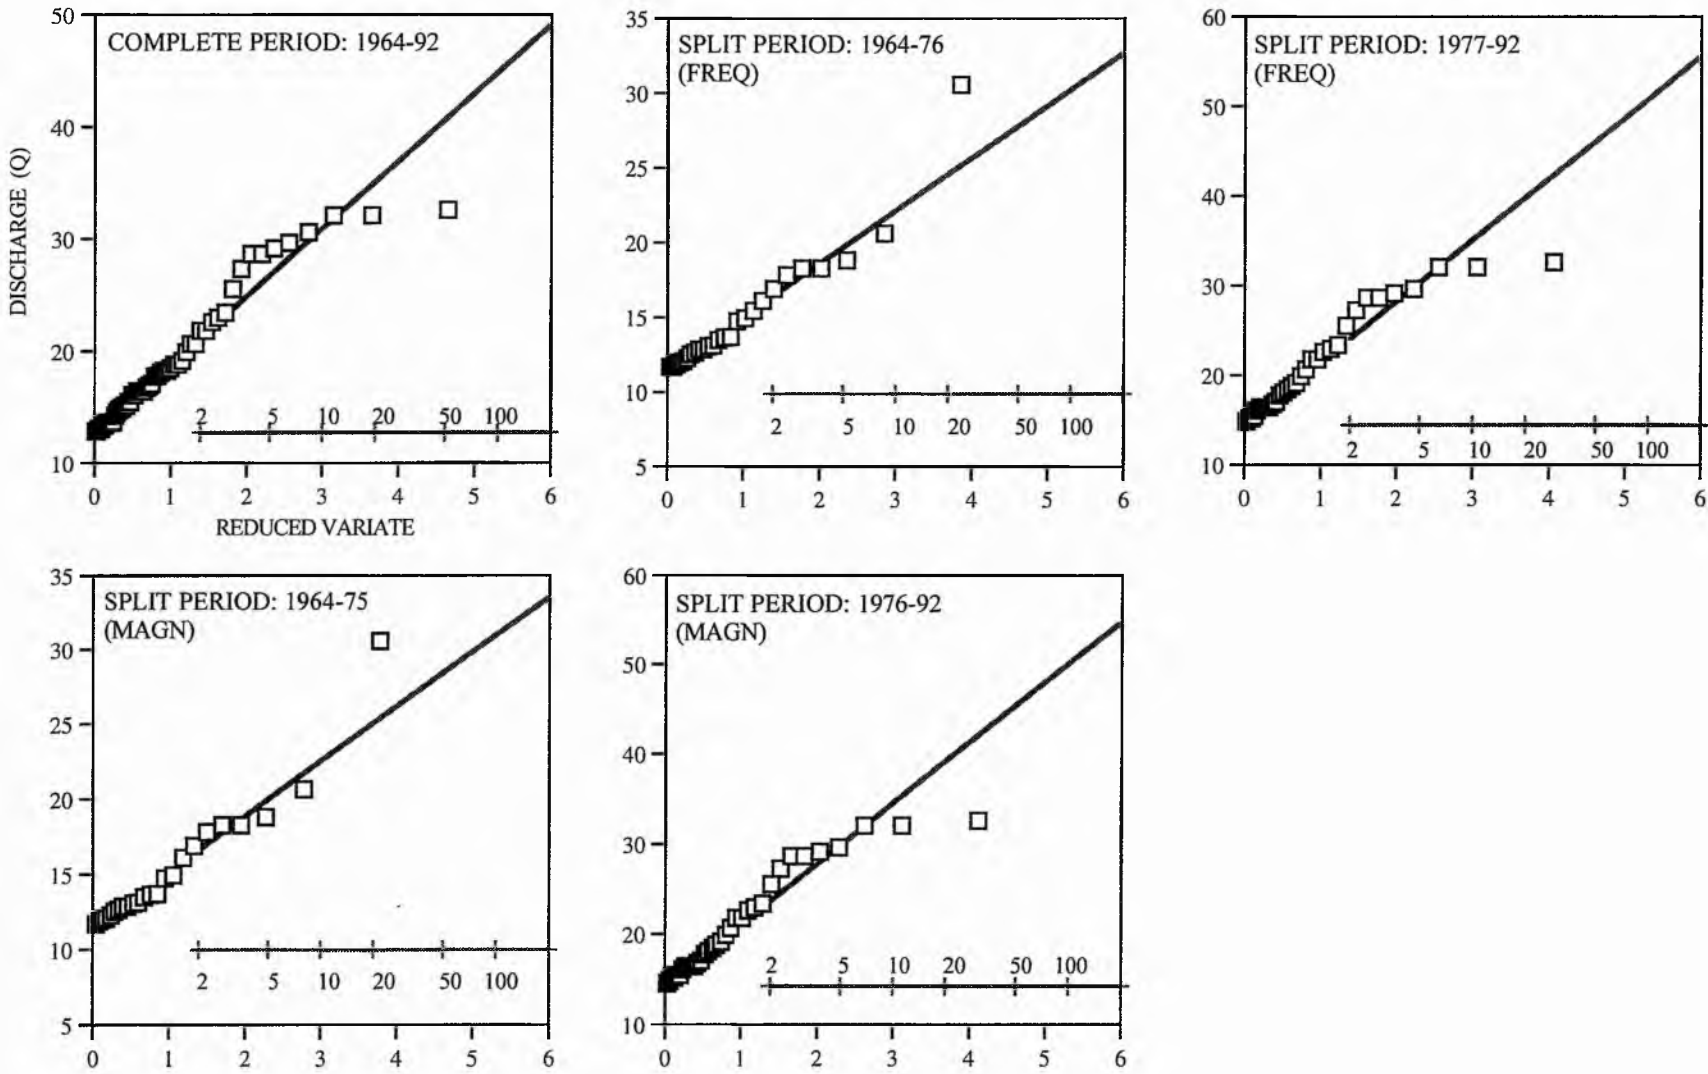 COMPLETE PERIOD: 1964-92
50
40
30
20
10
DISCHARGE (Q)
2 5 10 20 50 100
0 1 2 3 4 5 6
REDUCED VARIATE
SPLIT PERIOD: 1964-76
(FREQ)
35
30
25
20
15
10
5
2 5 10 20 50 100
0 1 2 3 4 5 6
SPLIT PERIOD: 1977-92
(FREQ)
60
50
40
30
20
10
2 5 10 20 50 100
0 1 2 3 4 5 6
SPLIT PERIOD: 1964-75
(MAGN)
35
30
25
20
15
10
5
2 5 10 20 50 100
0 1 2 3 4 5 6
SPLIT PERIOD: 1976-92
(MAGN)
60
50
40
30
20
10
2 5 10 20 50 100
0 1 2 3 4 5 6